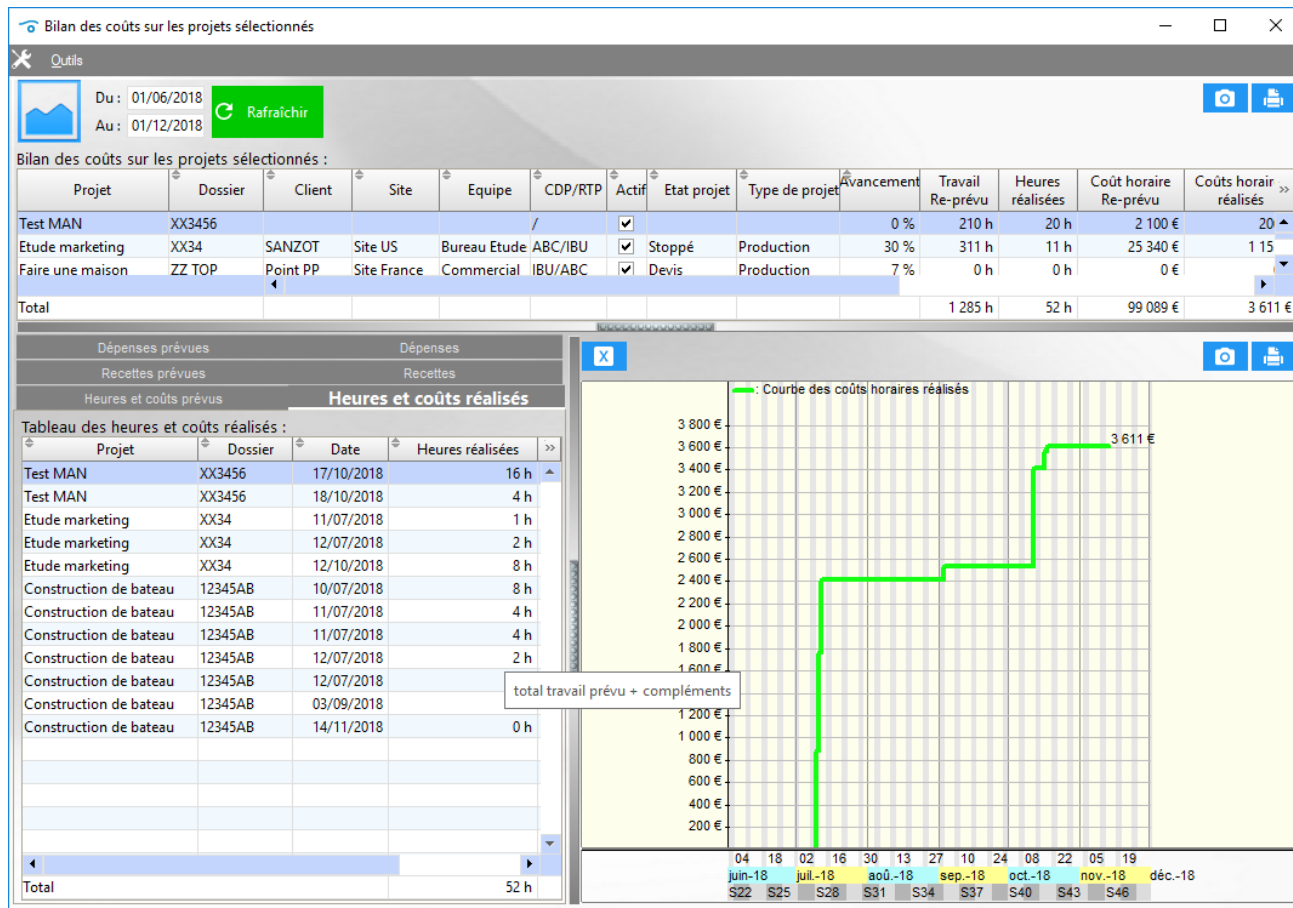 Bilan des coûts sur les projets sélectionnés
Outils
Du : 01/06/2018
Au : 01/12/2018
Rafraîchir
Bilan des coûts sur les projets sélectionnés :
Projet Dossier Client Site Equipe CDP/RTP Actif Etat projet Type de projet Avancement Travail Re-prévu Heures réalisées Coût horaire Re-prévu Coûts horair réalisés >>
Test MAN XX3456 / 0 % 210 h 20 h 2 100 € 20
Etude marketing XX34 SANZOT Site US Bureau Etude ABC/IBU Stoppé Production 30 % 311 h 11 h 25 340 € 1 15
Faire une maison ZZ TOP Point PP Site France Commercial IBU/ABC Devis Production 7 % 0 h 0 h 0 €
Total 1 285 h 52 h 99 089 € 3 611 €
Dépenses prévues Dépenses
Recettes prévues Recettes
Heures et coûts prévus Heures et coûts réalisés
Tableau des heures et coûts réalisés :
Projet Dossier Date Heures réalisées >>
Test MAN XX3456 17/10/2018 16 h
Test MAN XX3456 18/10/2018 4 h
Etude marketing XX34 11/07/2018 1 h
Etude marketing XX34 12/07/2018 2 h
Etude marketing XX34 12/10/2018 8 h
Construction de bateau 12345AB 10/07/2018 8 h
Construction de bateau 12345AB 11/07/2018 4 h
Construction de bateau 12345AB 11/07/2018 4 h
Construction de bateau 12345AB 12/07/2018 2 h
Construction de bateau 12345AB 12/07/2018
Construction de bateau 12345AB 03/09/2018
Construction de bateau 12345AB 14/11/2018 0 h
Total 52 h
total travail prévu + compléments
X
: Courbe des coûts horaires réalisés
3 611 €
3 800 €
3 600 €
3 400 €
3 200 €
3 000 €
2 800 €
2 600 €
2 400 €
2 200 €
2 000 €
1 800 €
1 600 €
1 200 €
1 000 €
800 €
600 €
400 €
200 €
04 18 02 16 30 13 27 10 24 08 22 05 19
juin-18 juil.-18 aoû.-18 sep.-18 oct.-18 nov.-18 déc.-18
S22 S25 S28 S31 S34 S37 S40 S43 S46